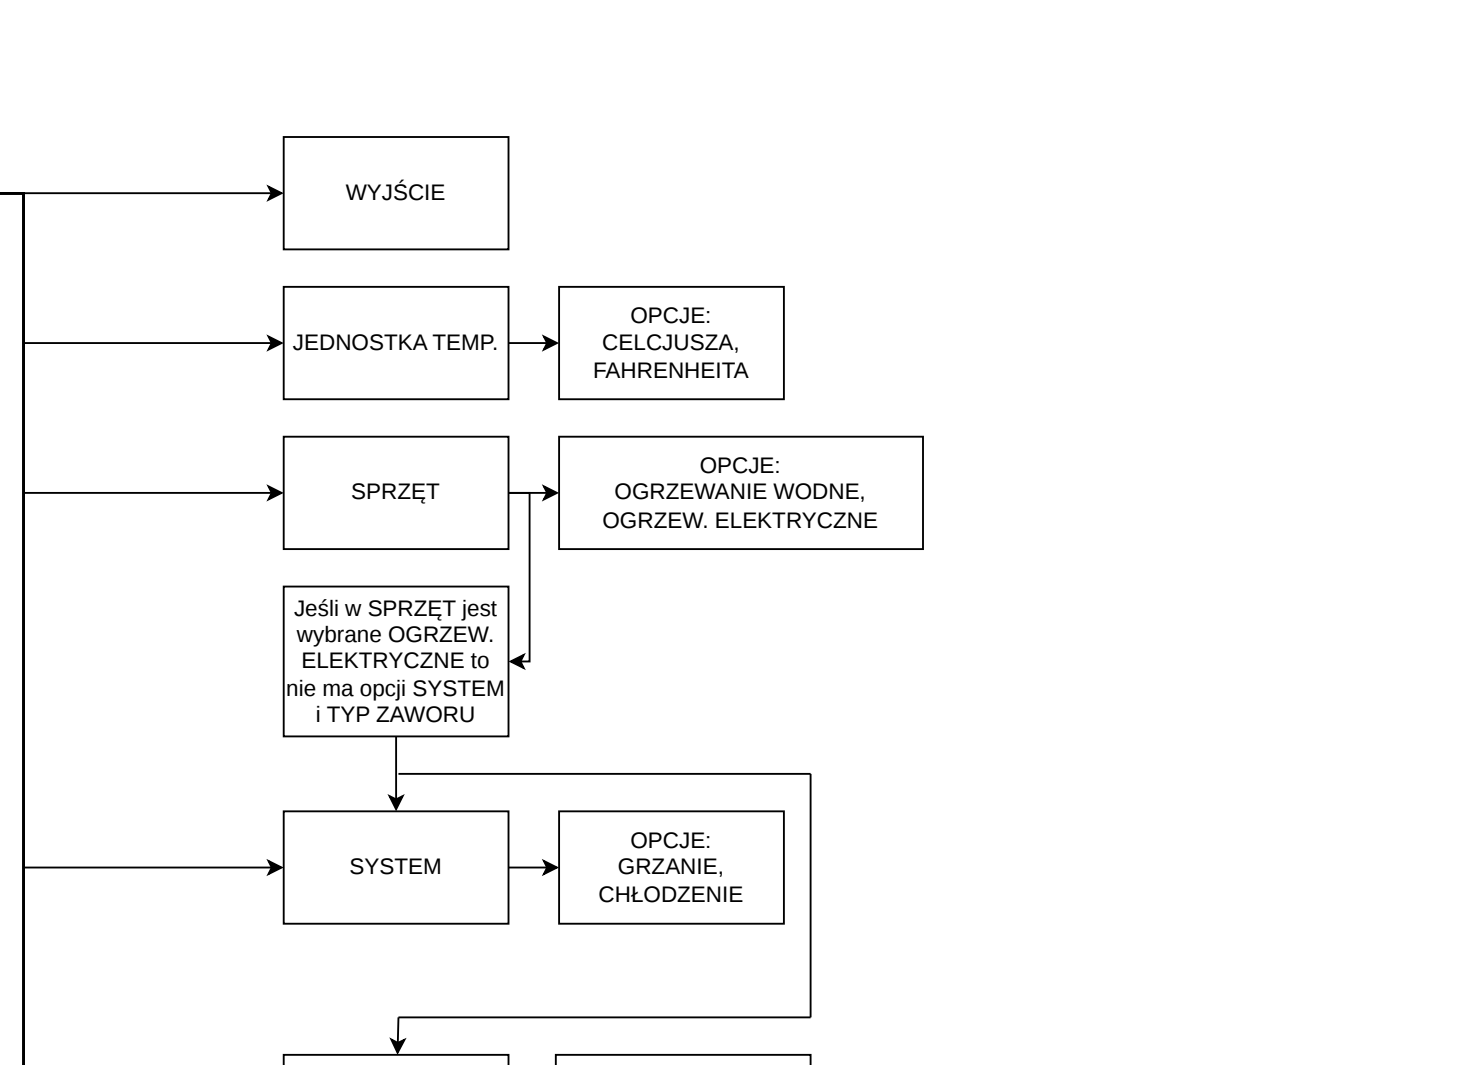 WYJŚCIE
JEDNOSTKA TEMP.
OPCJE:
CELCJUSZA,
FAHRENHEITA
SPRZĘT
OPCJE:
OGRZEWANIE WODNE,
OGRZEW. ELEKTRYCZNE
Jeśli w SPRZĘT jest
wybrane OGRZEW.
ELEKTRYCZNE to
nie ma opcji SYSTEM
i TYP ZAWORU
SYSTEM
OPCJE:
GRZANIE,
CHŁODZENIE